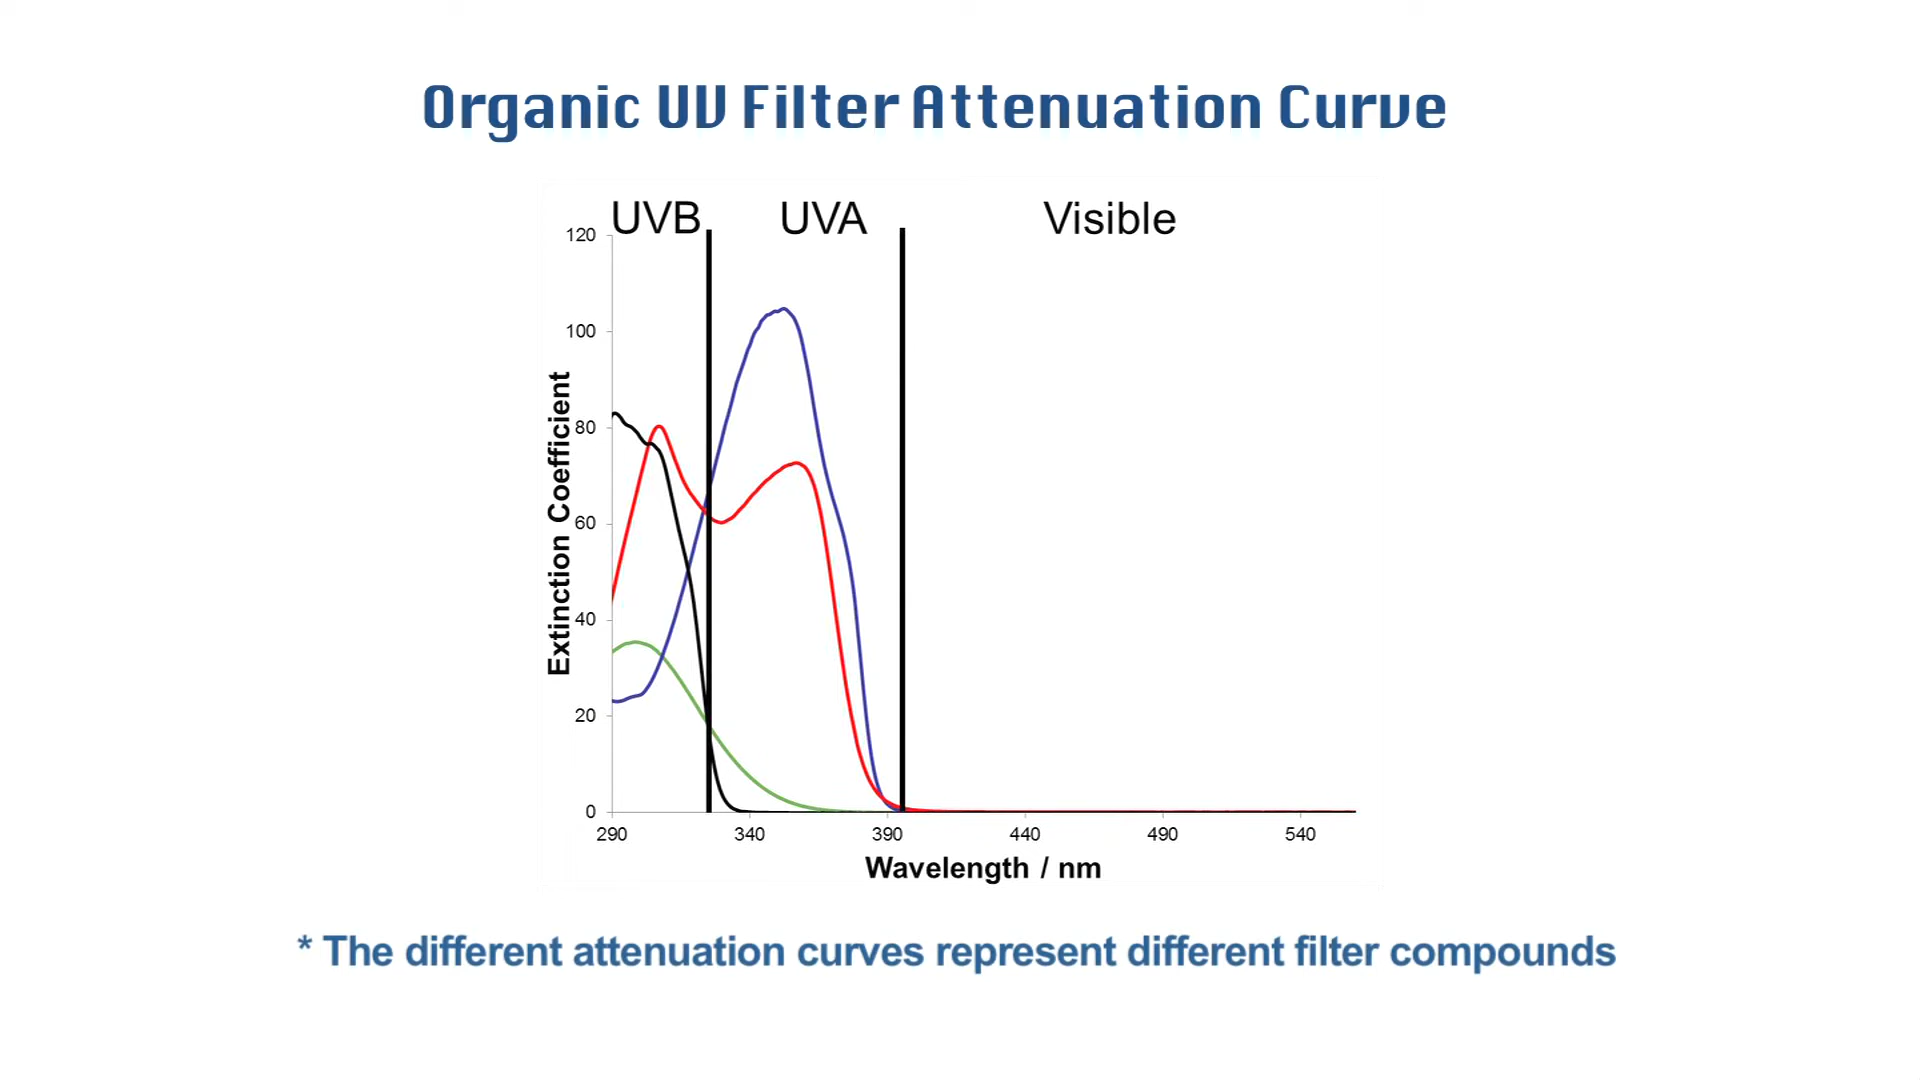 Organic UV Filter Attenuation Curve
UVB UVA Visible
120
100
80
60
40
20
0
Extinction Coefficient
290 340 390 440 490 540
Wavelength / nm
* The different attenuation curves represent different filter compounds